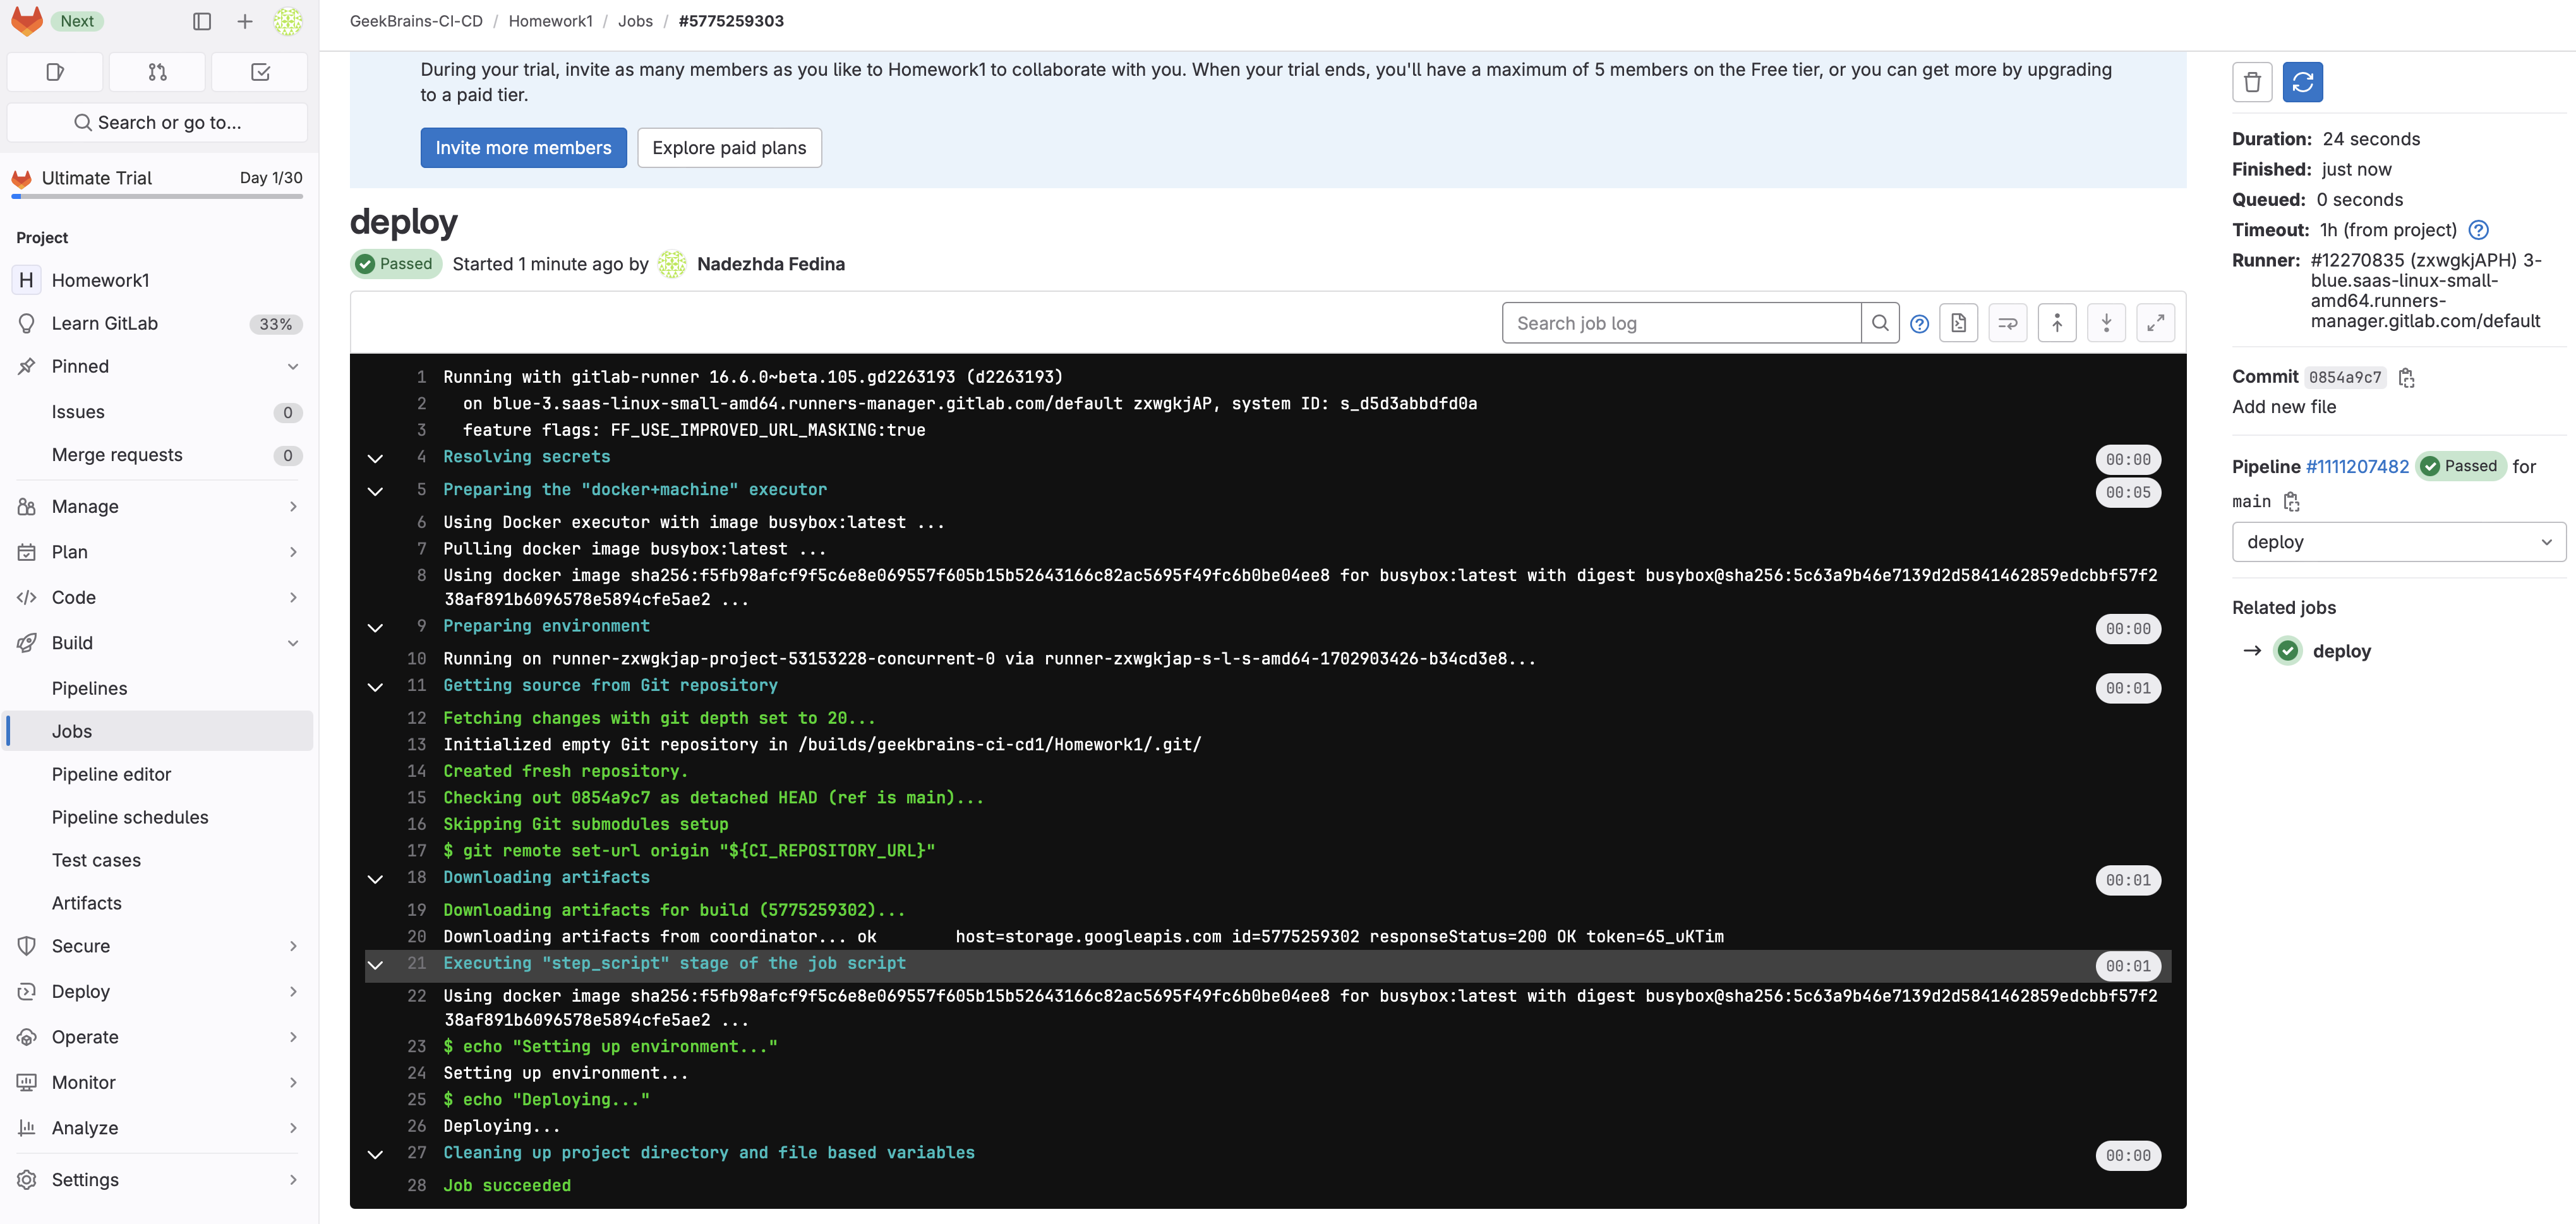 Next
GeekBrains-CI-CD / Homework1 / Jobs / #5775259303
Search or go to...
Ultimate Trial Day 1/30
Project
H Homework1
Learn GitLab 33%
Pinned
Issues 0
Merge requests 0
Manage
Plan
Code
Build
Pipelines
Jobs
Pipeline editor
Pipeline schedules
Test cases
Artifacts
Secure
Deploy
Operate
Monitor
Analyze
Settings
During your trial, invite as many members as you like to Homework1 to collaborate with you. When your trial ends, you'll have a maximum of 5 members on the Free tier, or you can get more by upgrading
to a paid tier.
Invite more members Explore paid plans
deploy
Passed Started 1 minute ago by Nadezhda Fedina
Search job log
1 Running with gitlab-runner 16.6.0~beta.105.gd2263193 (d2263193)
2 on blue-3.saas-linux-small-amd64.runners-manager.gitlab.com/default zxwgkjAP, system ID: s_d5d3abbdfd0a
3 feature flags: FF_USE_IMPROVED_URL_MASKING:true
4 Resolving secrets 00:00
5 Preparing the "docker+machine" executor 00:05
6 Using Docker executor with image busybox:latest ...
7 Pulling docker image busybox:latest ...
8 Using docker image sha256:f5fb98afcf9f5c6e8e069557f605b15b52643166c82ac5695f49fc6b0be04ee8 for busybox:latest with digest busybox@sha256:5c63a9b46e7139d2d5841462859edcbbf57f2
38af891b6096578e5894cfe5ae2 ...
9 Preparing environment 00:00
10 Running on runner-zxwgkjap-project-53153228-concurrent-0 via runner-zxwgkjap-s-l-s-amd64-1702903426-b34cd3e8...
11 Getting source from Git repository 00:01
12 Fetching changes with git depth set to 20...
13 Initialized empty Git repository in /builds/geekbrains-ci-cd1/Homework1/.git/
14 Created fresh repository.
15 Checking out 0854a9c7 as detached HEAD (ref is main)...
16 Skipping Git submodules setup
17 $ git remote set-url origin "${CI_REPOSITORY_URL}"
18 Downloading artifacts 00:01
19 Downloading artifacts for build (5775259302)...
20 Downloading artifacts from coordinator... ok host=storage.googleapis.com id=5775259302 responseStatus=200 OK token=65_uKTim
21 Executing "step_script" stage of the job script 00:01
22 Using docker image sha256:f5fb98afcf9f5c6e8e069557f605b15b52643166c82ac5695f49fc6b0be04ee8 for busybox:latest with digest busybox@sha256:5c63a9b46e7139d2d5841462859edcbbf57f2
38af891b6096578e5894cfe5ae2 ...
23 $ echo "Setting up environment..."
24 Setting up environment...
25 $ echo "Deploying..."
26 Deploying...
27 Cleaning up project directory and file based variables 00:00
28 Job succeeded
Duration: 24 seconds
Finished: just now
Queued: 0 seconds
Timeout: 1h (from project)
Runner: #12270835 (zxwgkjAPH) 3-
blue.saas-linux-small-
amd64.runners-
manager.gitlab.com/default
Commit 0854a9c7
Add new file
Pipeline #1111207482 Passed for
main
deploy
Related jobs
→ deploy